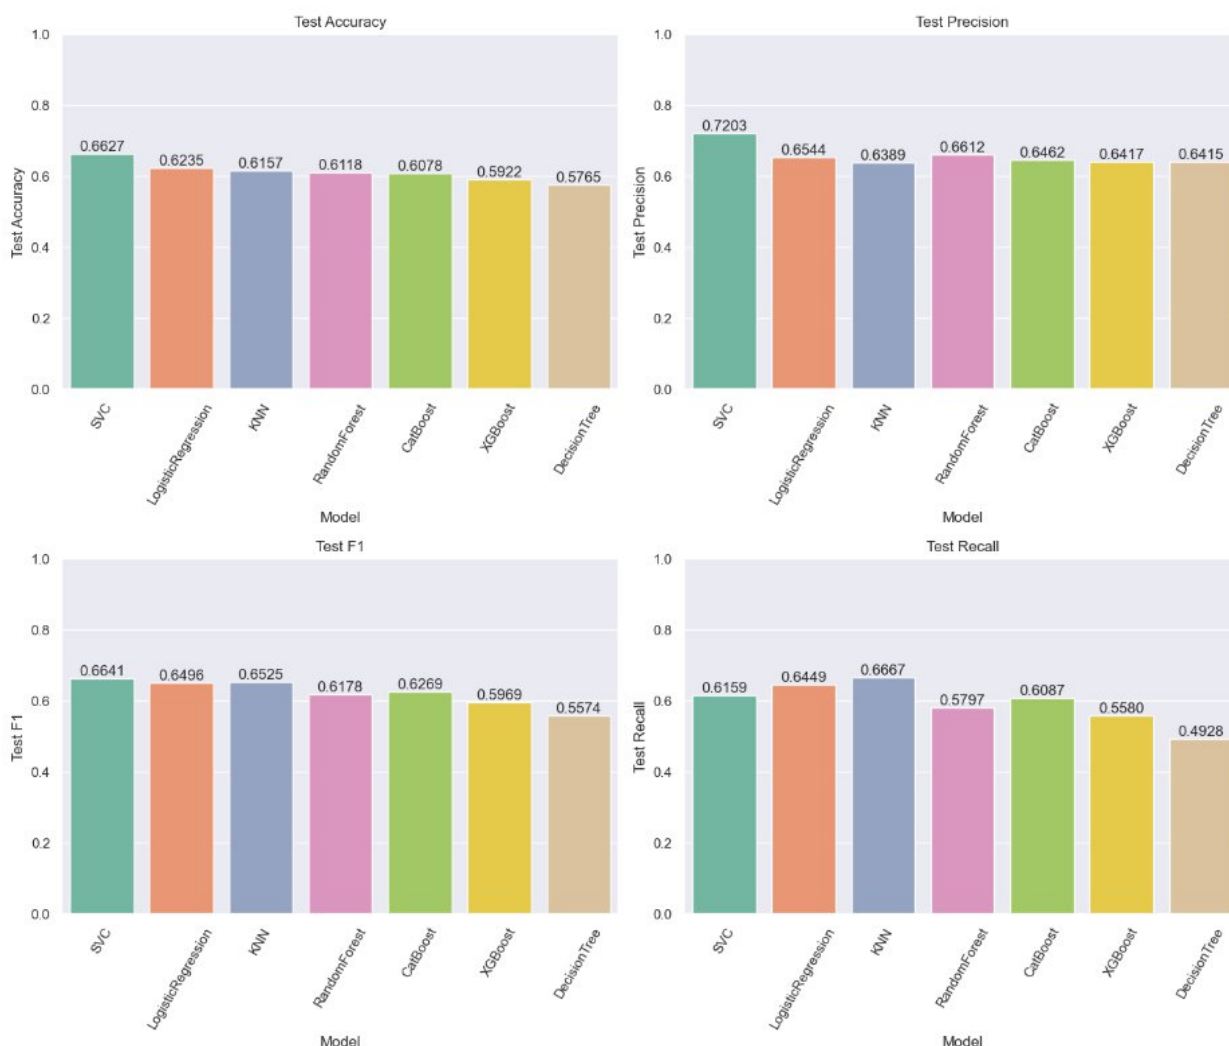 Test Accuracy
1.0
0.8
0.6
0.4
0.2
0.0
Test Accuracy
0.6627
0.6235
0.6157
0.6118
0.6078
0.5922
0.5765
SVC
LogisticRegression
KNN
RandomForest
CatBoost
XGBoost
DecisionTree
Model
Test Precision
1.0
0.8
0.6
0.4
0.2
0.0
Test Precision
0.7203
0.6544
0.6389
0.6612
0.6462
0.6417
0.6415
SVC
LogisticRegression
KNN
RandomForest
CatBoost
XGBoost
DecisionTree
Model
Test F1
1.0
0.8
0.6
0.4
0.2
0.0
Test F1
0.6641
0.6496
0.6525
0.6178
0.6269
0.5969
0.5574
SVC
LogisticRegression
KNN
RandomForest
CatBoost
XGBoost
DecisionTree
Model
Test Recall
1.0
0.8
0.6
0.4
0.2
0.0
Test Recall
0.6159
0.6449
0.6667
0.5797
0.6087
0.5580
0.4928
SVC
LogisticRegression
KNN
RandomForest
CatBoost
XGBoost
DecisionTree
Model